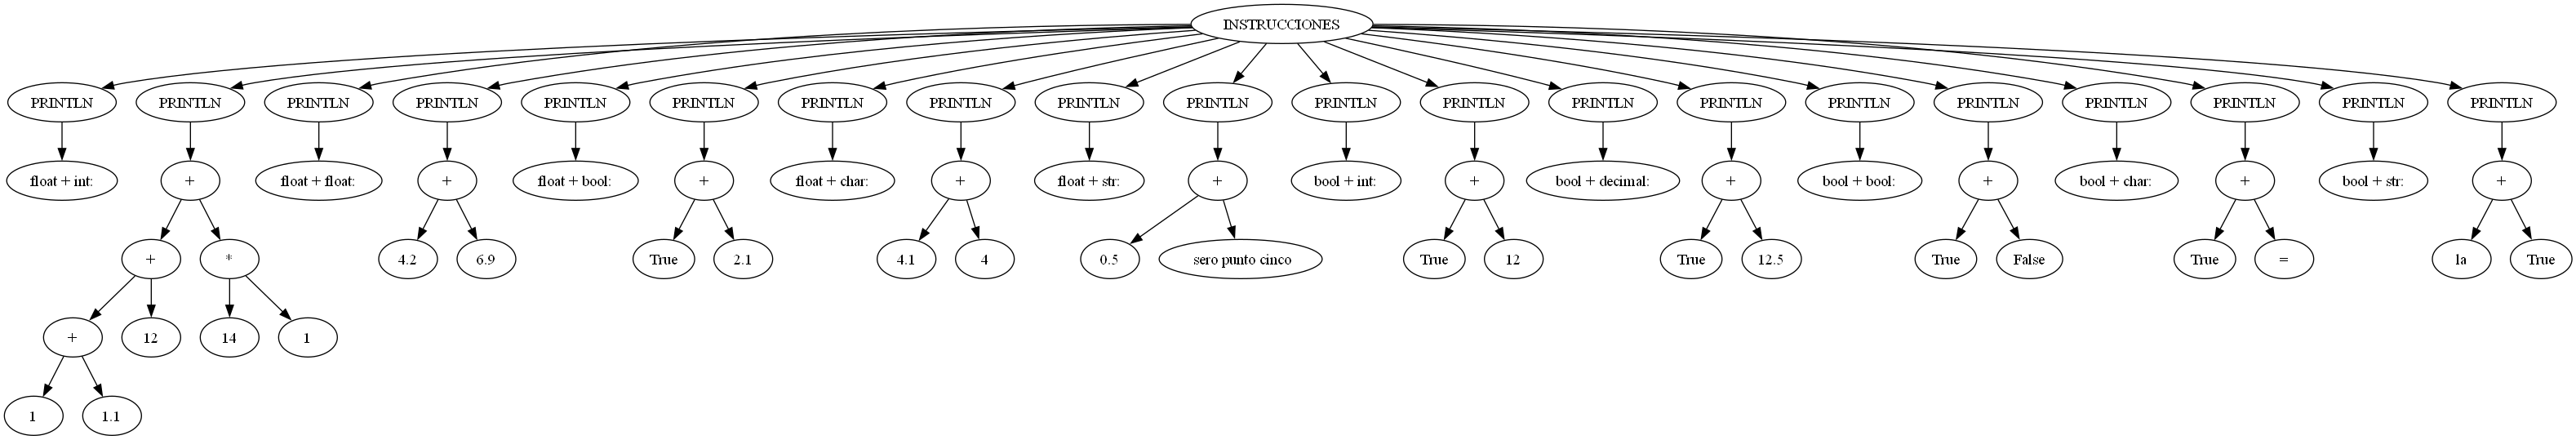 INSTRUCCIONES
PRINTLN PRINTLN PRINTLN PRINTLN PRINTLN PRINTLN PRINTLN PRINTLN PRINTLN PRINTLN PRINTLN PRINTLN PRINTLN PRINTLN PRINTLN PRINTLN PRINTLN PRINTLN PRINTLN PRINTLN
float + int: + float + float: + float + bool: + float + char: + float + str: + bool + int: + bool + decimal: + bool + bool: + bool + char: + bool + str: +
+ * 4.2 6.9 True 2.1 4.1 4 0.5 sero punto cinco True 12 True 12.5 True False True = la True
+ 12 14 1
1 1.1